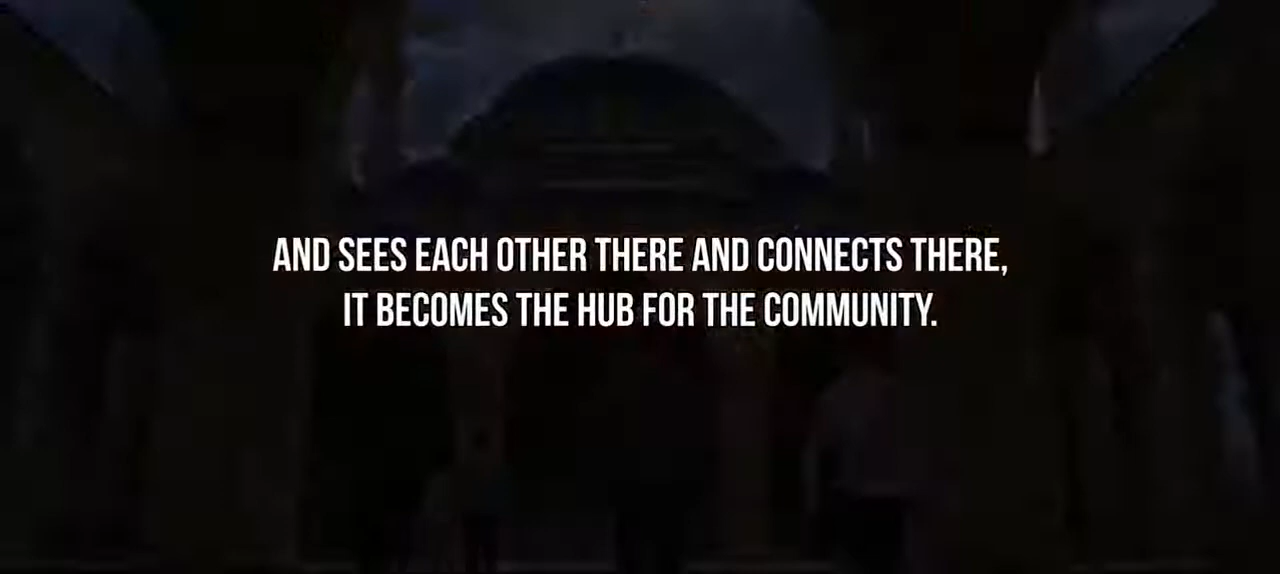 AND SEES EACH OTHER THERE AND CONNECTS THERE,
IT BECOMES THE HUB FOR THE COMMUNITY.